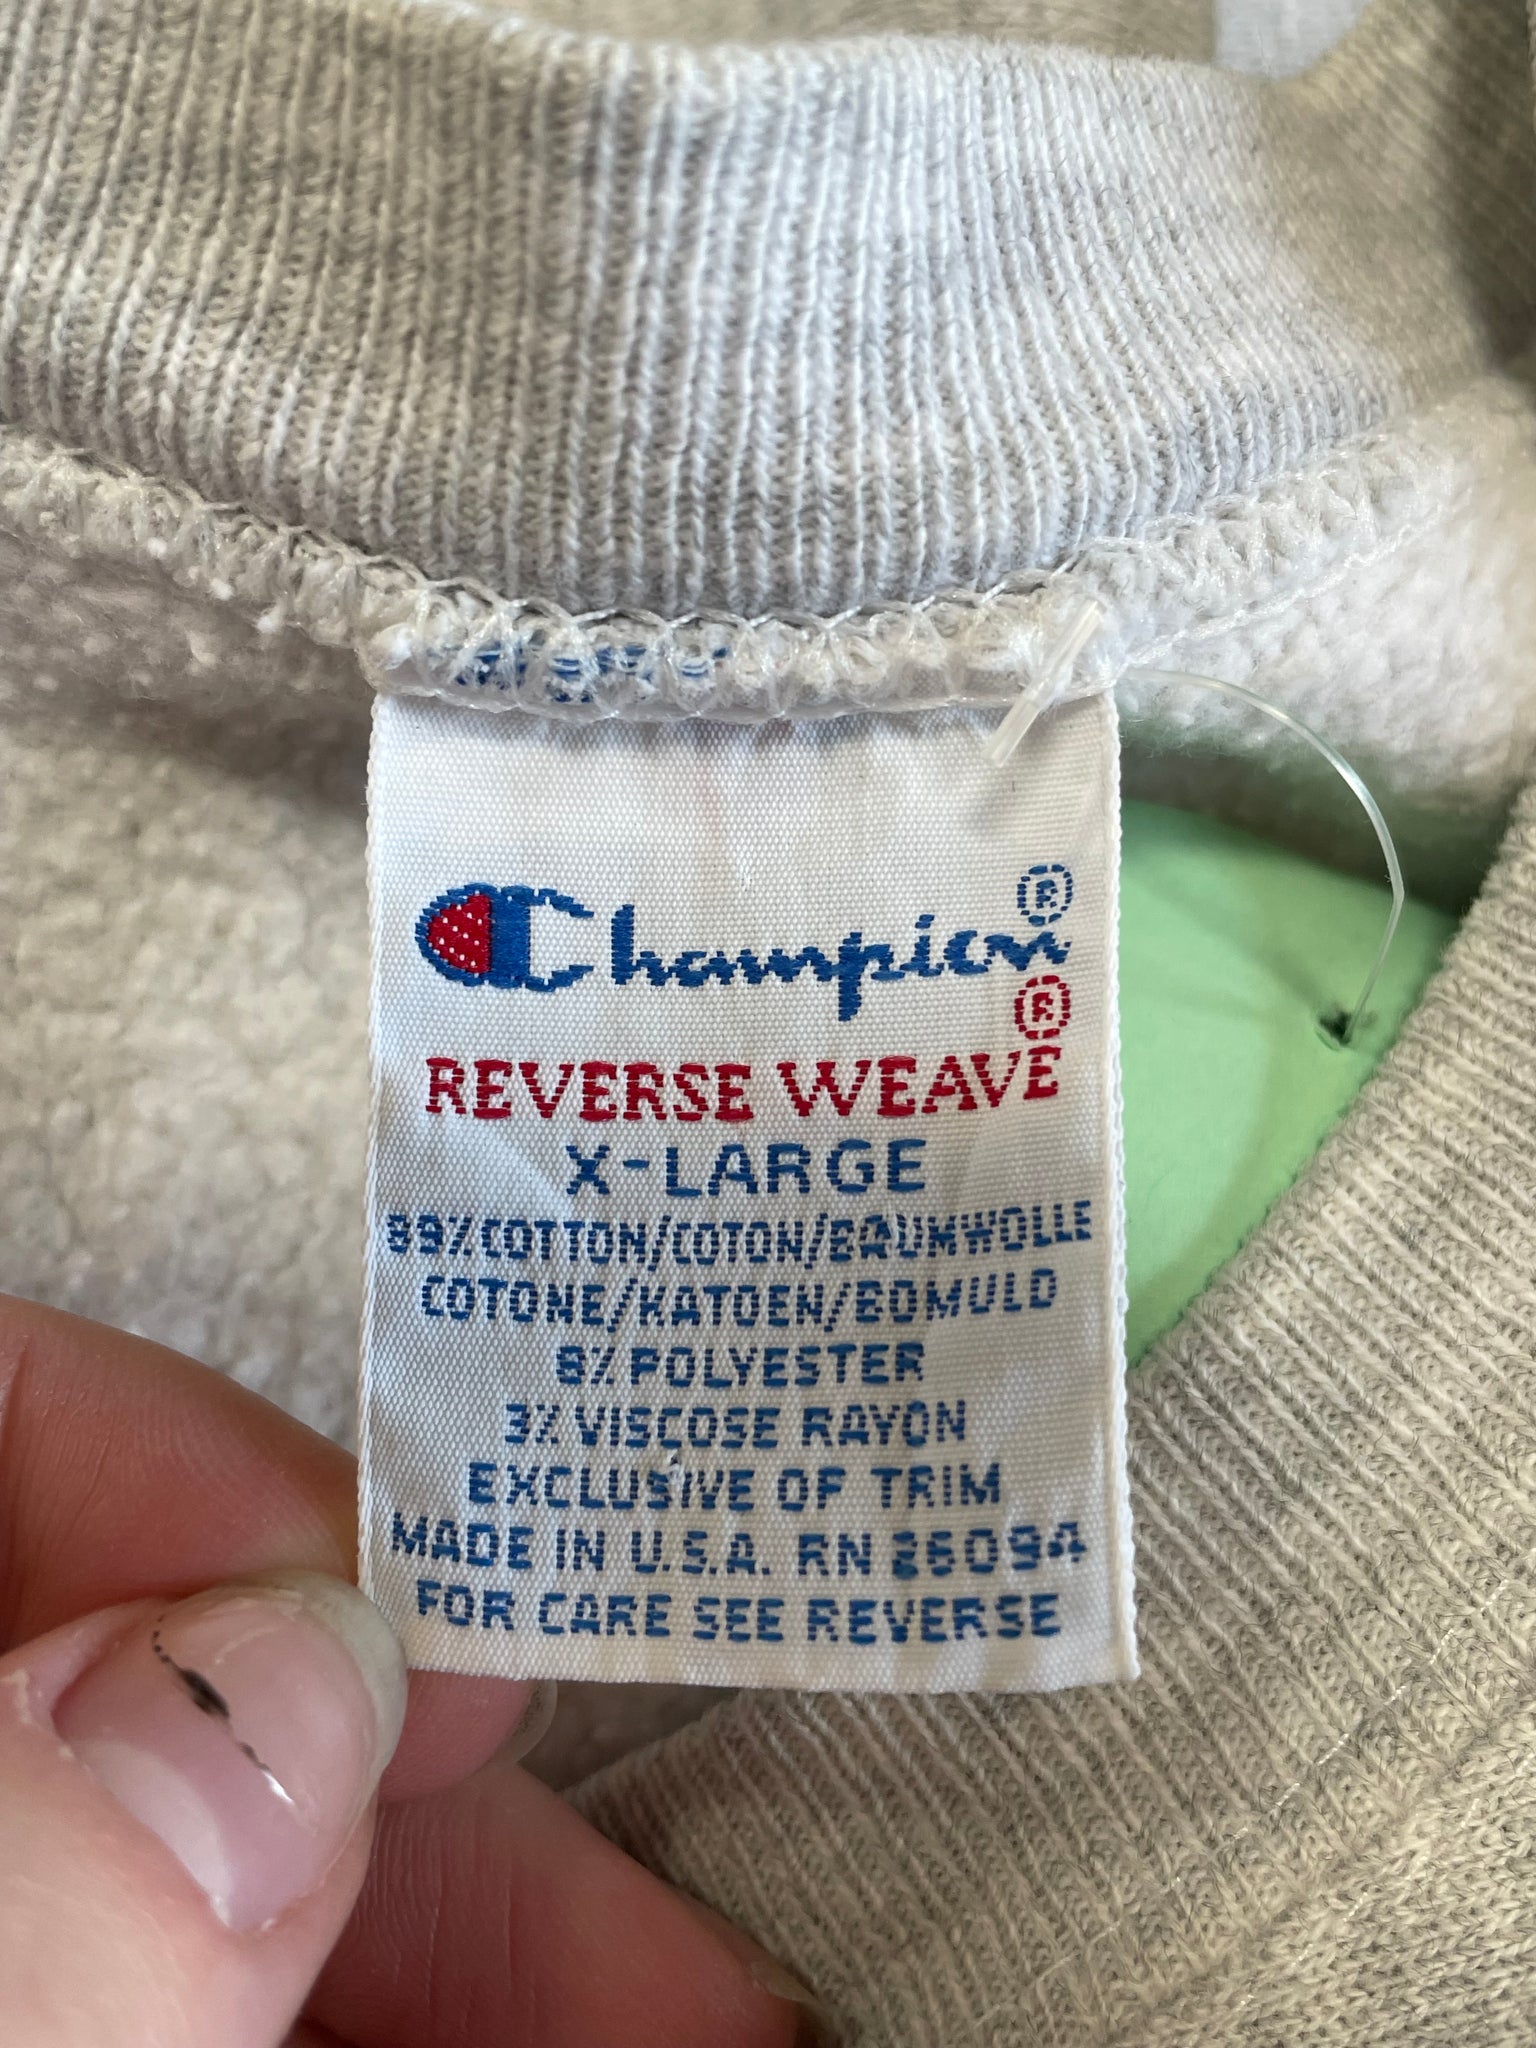 Champion®
REVERSE WEAVE®
X-LARGE
89% COTTON/COTON/BAUMWOLLE
COTONE/KATOEN/BOMULD
8% POLYESTER
3% VISCOSE RAYON
EXCLUSIVE OF TRIM
MADE IN U.S.A. RN 26094
FOR CARE SEE REVERSE